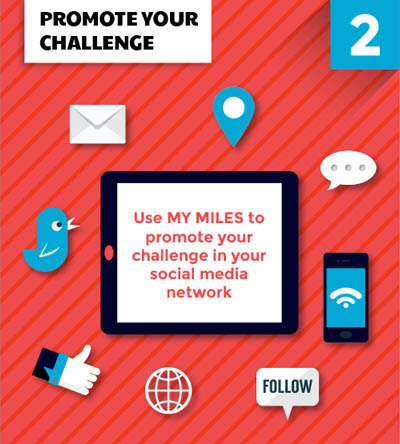 PROMOTE YOUR
CHALLENGE
2
Use MY MILES to
promote your
challenge in your
social media
network
FOLLOW